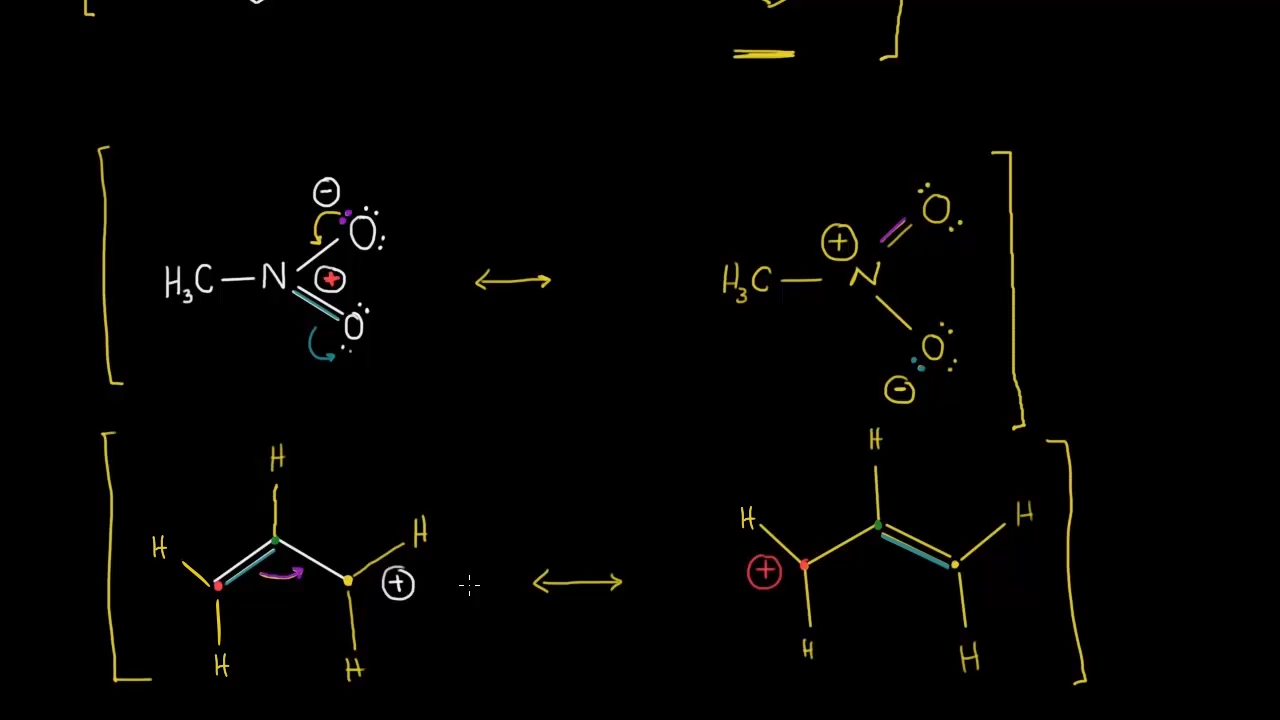 ⊖
O
H₃C — N ⊕ ↔ H₃C — N ⊕ O
O O
⊖
H H
H H H H
⊕ ↔ ⊕
H H H H